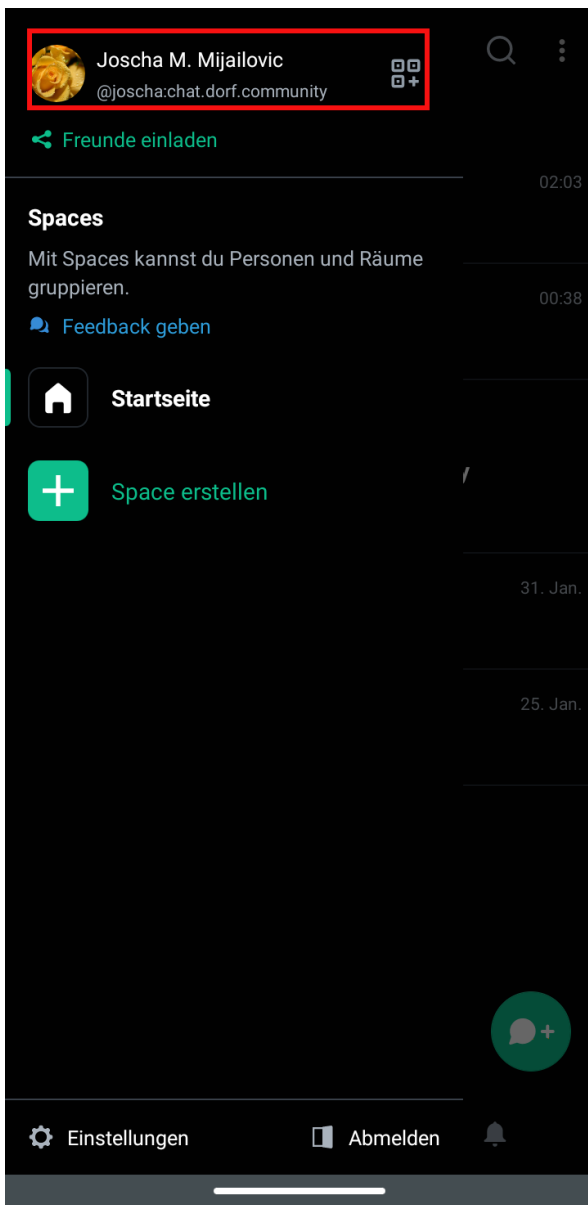 Joscha M. Mijailovic
@joscha:chat.dorf.community
Freunde einladen
02:03
Spaces
Mit Spaces kannst du Personen und Räume
gruppieren.
00:38
Feedback geben
Startseite
Space erstellen
y
31. Jan.
25. Jan.
Einstellungen
Abmelden